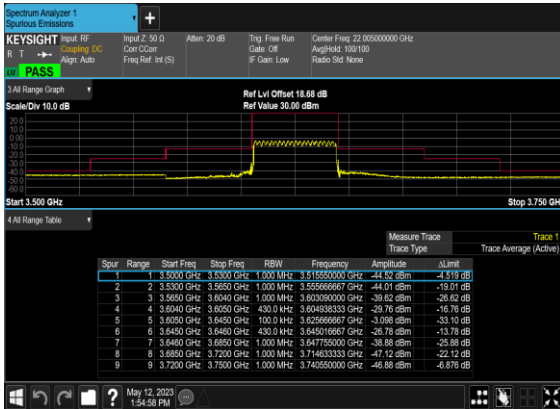 Spectrum Analyzer 1
Spurious Emissions
KEYSIGHT Input: RF Input Z: 50 Ω Atten: 20 dB Trig: Free Run Center Freq: 22.005000000 GHz
R T Coupling: DC Corr CCorr Gate: Off Avg|Hold: 100/100
Align: Auto Freq Ref: Int (S) IF Gain: Low Radio Std: None
PASS
3 All Range Graph
Ref Lvl Offset 18.68 dB
Scale/Div 10.0 dB Ref Value 30.00 dBm
20.0
10.0
0.00
-10.0
-20.0
-30.0
-40.0
-50.0
-60.0
Start 3.500 GHz Stop 3.750 GH
4 All Range Table
Measure Trace Trace 1
Trace Type Trace Average (Active)
Spur Range Start Freq Stop Freq RBW Frequency Amplitude ΔLimit
1 1 3.5000 GHz 3.5300 GHz 1.000 MHz 3.515550000 GHz -44.52 dBm -4.519 dB
2 2 3.5300 GHz 3.5650 GHz 1.000 MHz 3.555666667 GHz -44.01 dBm -19.01 dB
3 3 3.5650 GHz 3.6040 GHz 1.000 MHz 3.603090000 GHz -39.62 dBm -26.62 dB
4 4 3.6040 GHz 3.6050 GHz 430.0 kHz 3.604938333 GHz -29.76 dBm -16.76 dB
5 5 3.6050 GHz 3.6450 GHz 100.0 kHz 3.625666667 GHz -3.098 dBm -33.10 dB
6 6 3.6450 GHz 3.6460 GHz 430.0 kHz 3.645016667 GHz -26.78 dBm -13.78 dB
7 7 3.6460 GHz 3.6850 GHz 1.000 MHz 3.647755000 GHz -38.88 dBm -25.88 dB
8 8 3.6850 GHz 3.7200 GHz 1.000 MHz 3.714633333 GHz -47.12 dBm -22.12 dB
9 9 3.7200 GHz 3.7500 GHz 1.000 MHz 3.740550000 GHz -46.88 dBm -6.876 dB
May 12, 2023
1:54:58 PM